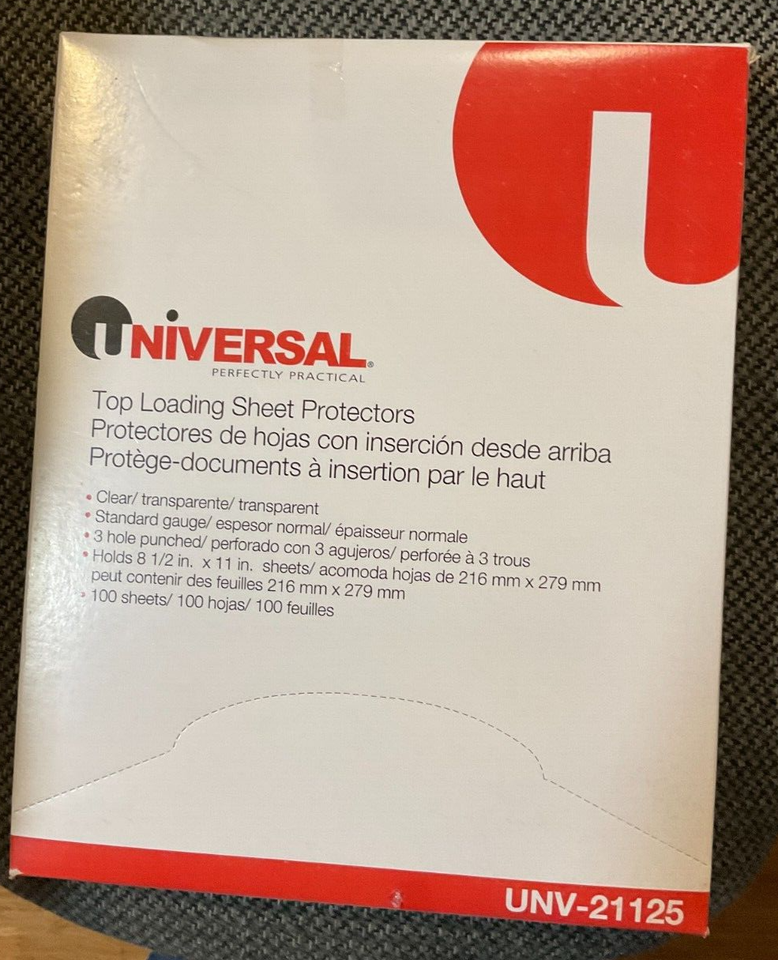 U
UNIVERSAL®
PERFECTLY PRACTICAL
Top Loading Sheet Protectors
Protectores de hojas con inserción desde arriba
Protège-documents à insertion par le haut
• Clear/ transparente/ transparent
• Standard gauge/ espesor normal/ épaisseur normale
• 3 hole punched/ perforado con 3 agujeros/ perforée à 3 trous
• Holds 8 1/2 in. x 11 in. sheets/ acomoda hojas de 216 mm x 279 mm
peut contenir des feuilles 216 mm x 279 mm
• 100 sheets/ 100 hojas/ 100 feuilles
UNV-21125